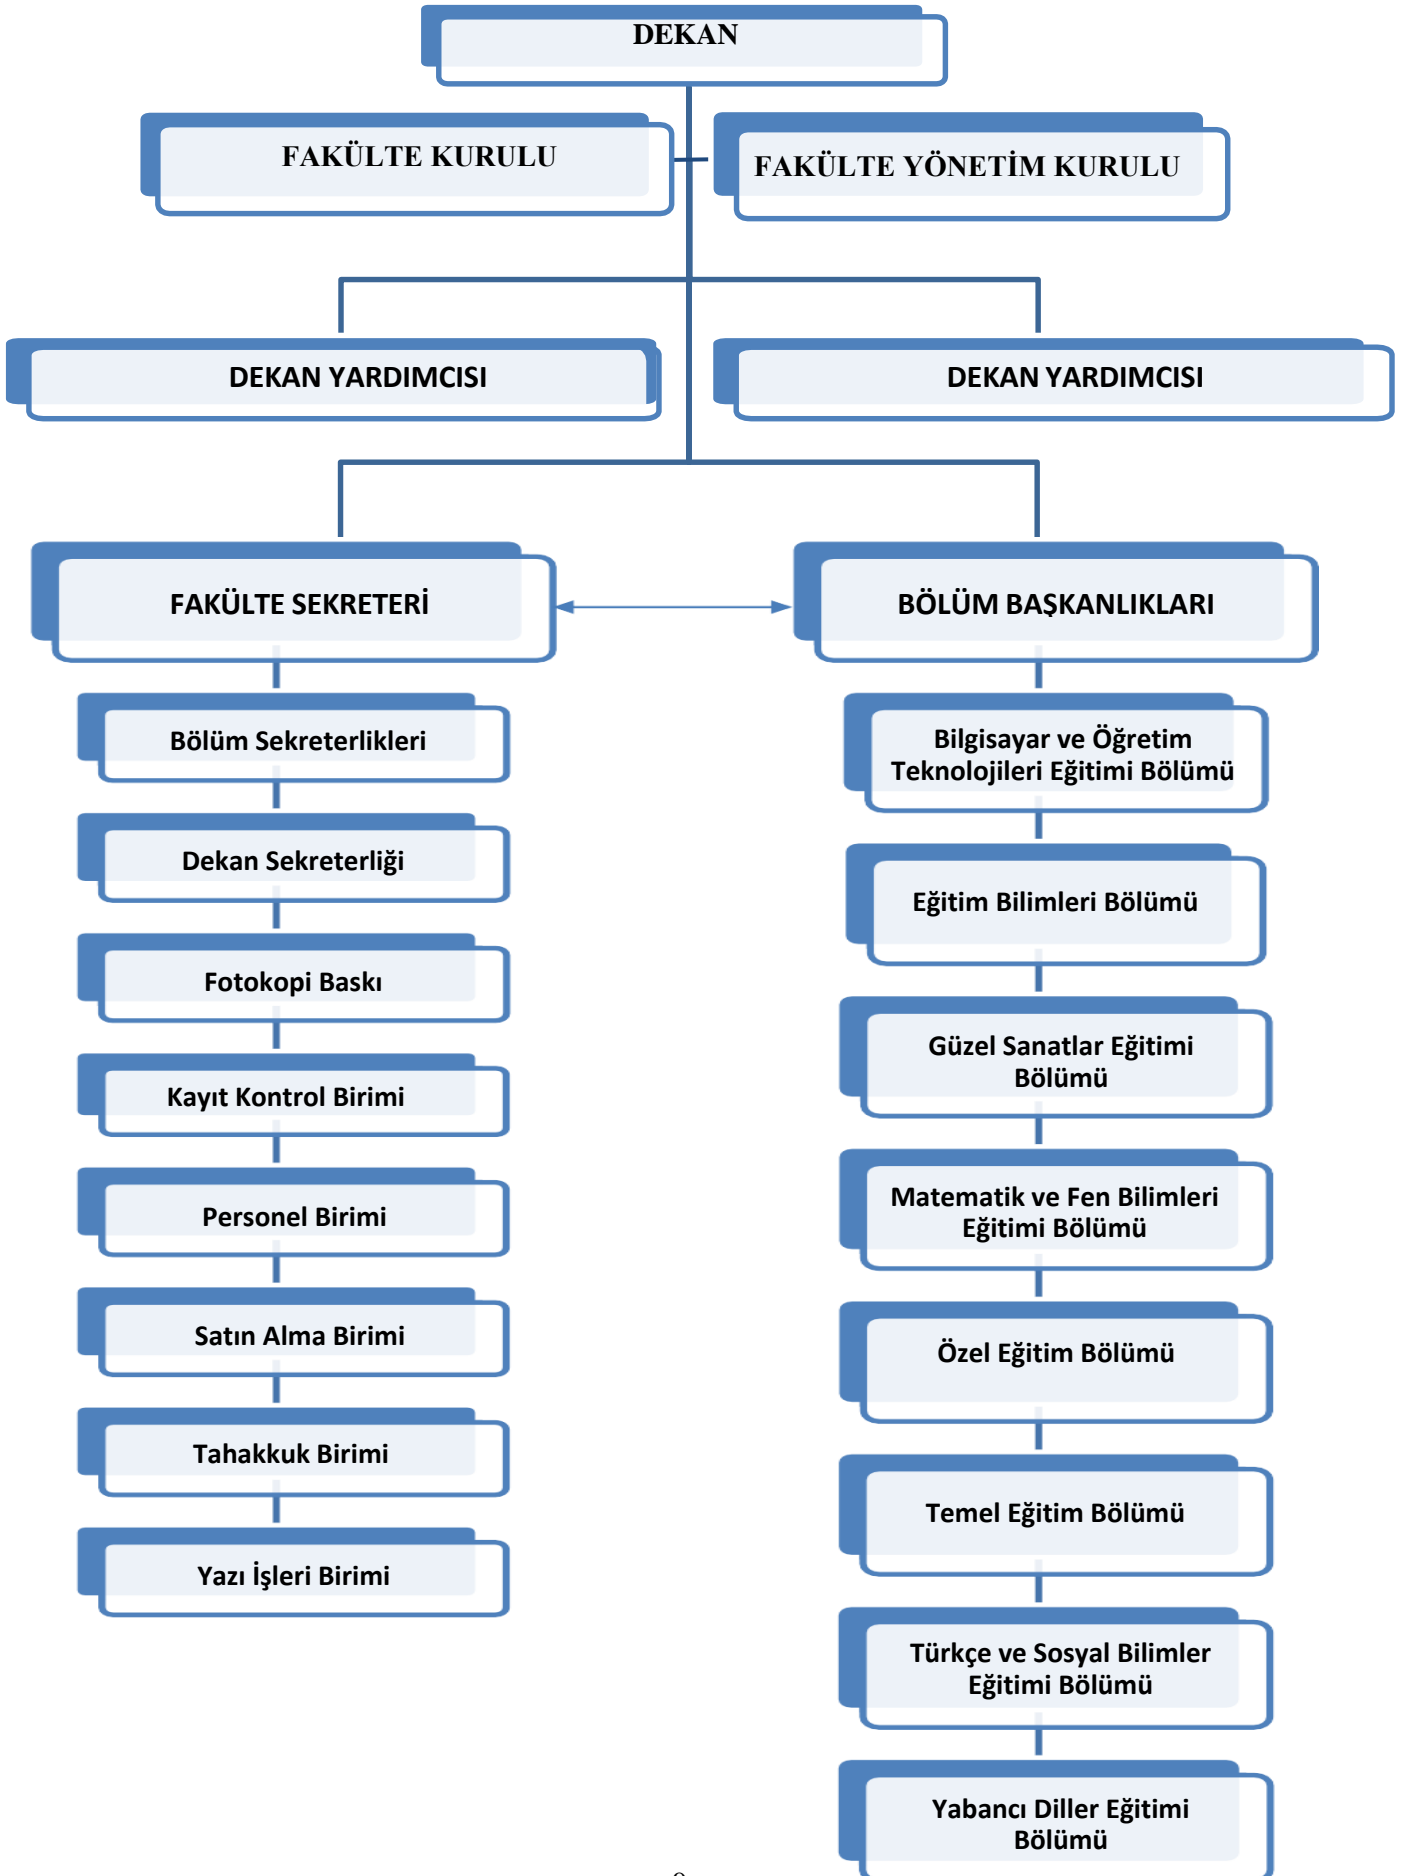 DEKAN
FAKÜLTE KURULU
FAKÜLTE YÖNETİM KURULU
DEKAN YARDIMCISI
DEKAN YARDIMCISI
FAKÜLTE SEKRETERİ
BÖLÜM BAŞKANLIKLARI
Bölüm Sekreterlikleri
Dekan Sekreterliği
Fotokopi Baskı
Kayıt Kontrol Birimi
Personel Birimi
Satın Alma Birimi
Tahakkuk Birimi
Yazı İşleri Birimi
Bilgisayar ve Öğretim
Teknolojileri Eğitimi Bölümü
Eğitim Bilimleri Bölümü
Güzel Sanatlar Eğitimi
Bölümü
Matematik ve Fen Bilimleri
Eğitimi Bölümü
Özel Eğitim Bölümü
Temel Eğitim Bölümü
Türkçe ve Sosyal Bilimler
Eğitimi Bölümü
Yabancı Diller Eğitimi
Bölümü